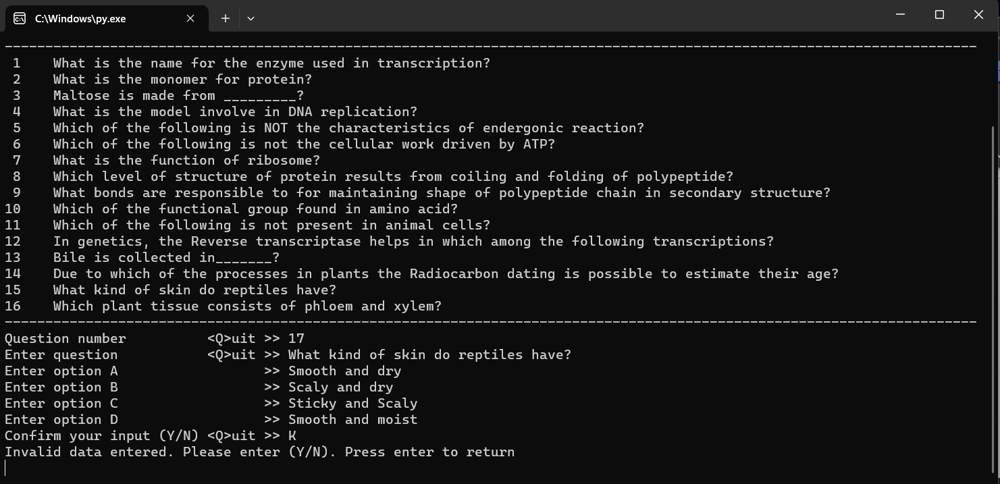 C:\Windows\py.exe
------------------------------------------------------------------------------------------------------------------------
1    What is the name for the enzyme used in transcription?
2    What is the monomer for protein?
3    Maltose is made from _________?
4    What is the model involve in DNA replication?
5    Which of the following is NOT the characteristics of endergonic reaction?
6    Which of the following is not the cellular work driven by ATP?
7    What is the function of ribosome?
8    Which level of structure of protein results from coiling and folding of polypeptide?
9    What bonds are responsible to for maintaining shape of polypeptide chain in secondary structure?
10    Which of the functional group found in amino acid?
11    Which of the following is not present in animal cells?
12    In genetics, the Reverse transcriptase helps in which among the following transcriptions?
13    Bile is collected in_______?
14    Due to which of the processes in plants the Radiocarbon dating is possible to estimate their age?
15    What kind of skin do reptiles have?
16    Which plant tissue consists of phloem and xylem?
------------------------------------------------------------------------------------------------------------------------
Question number          <Q>uit >> 17
Enter question           <Q>uit >> What kind of skin do reptiles have?
Enter option A                  >> Smooth and dry
Enter option B                  >> Scaly and dry
Enter option C                  >> Sticky and Scaly
Enter option D                  >> Smooth and moist
Confirm your input (Y/N) <Q>uit >> K
Invalid data entered. Please enter (Y/N). Press enter to return